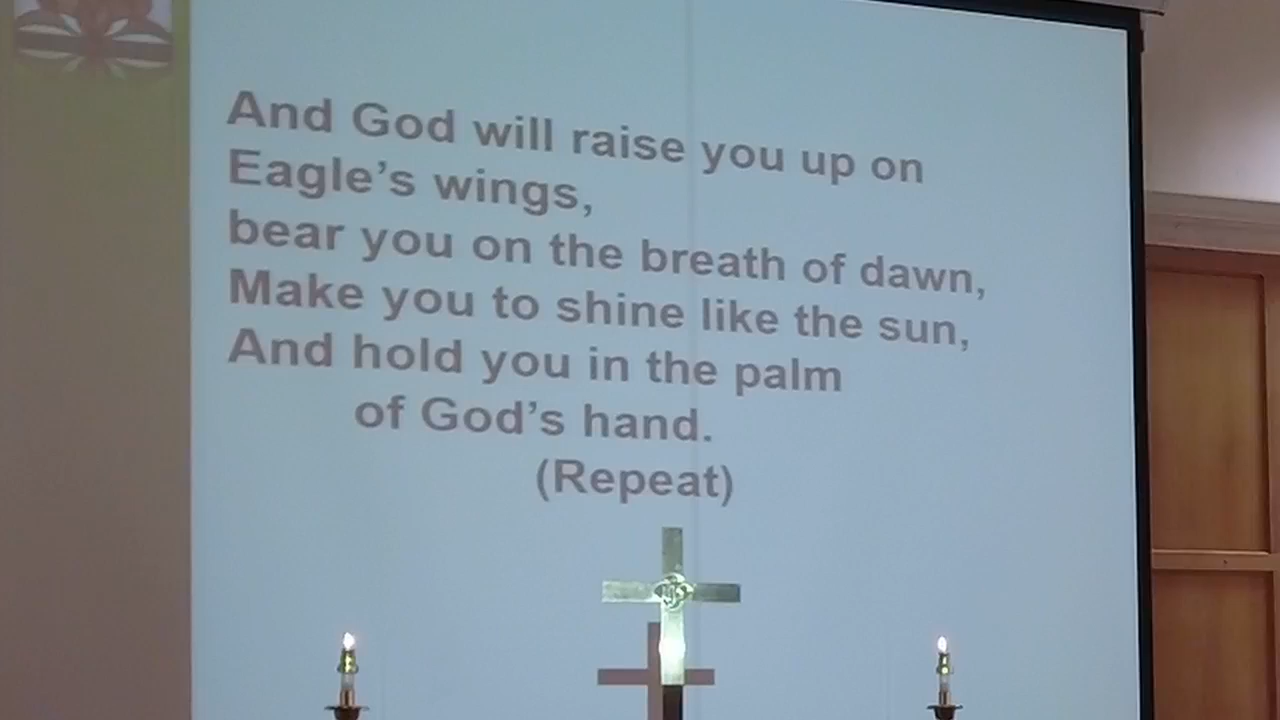 And God will raise you up on
Eagle’s wings,
bear you on the breath of dawn,
Make you to shine like the sun,
And hold you in the palm
of God’s hand.
(Repeat)